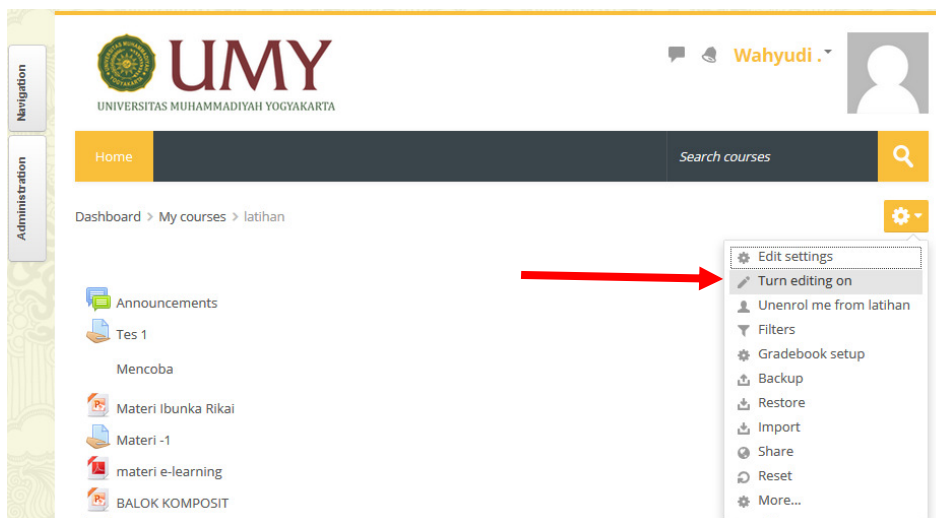 UMY
UNIVERSITAS MUHAMMADIYAH YOGYAKARTA
Wahyudi .
Navigation
Administration
Home
Search courses
Dashboard > My courses > latihan
Announcements
Tes 1
Mencoba
Materi Ibunka Rikai
Materi -1
materi e-learning
BALOK KOMPOSIT
Edit settings
Turn editing on
Unenrol me from latihan
Filters
Gradebook setup
Backup
Restore
Import
Share
Reset
More...